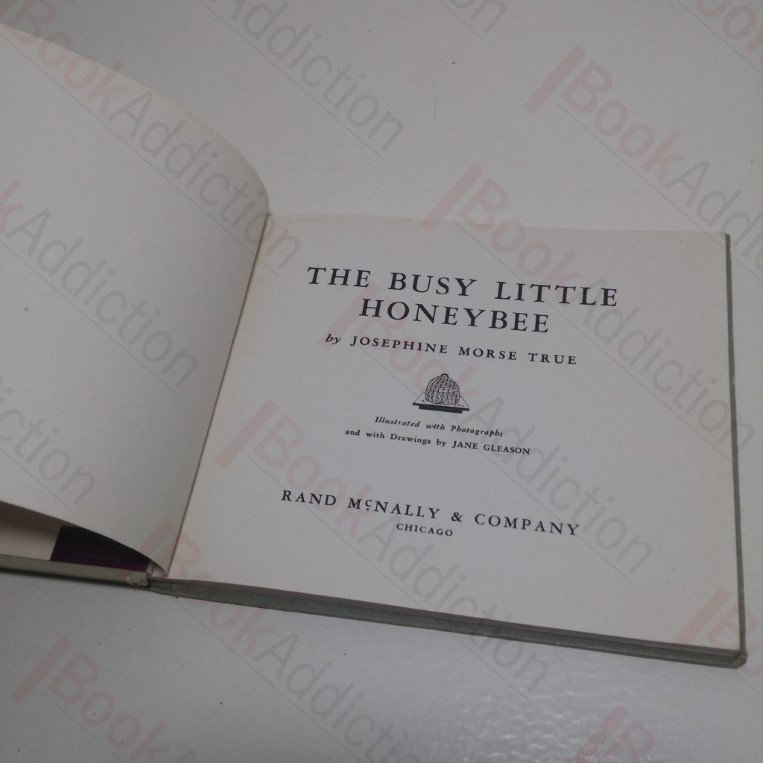 THE BUSY LITTLE
HONEYBEE
by JOSEPHINE MORSE TRUE
Illustrated with Photographs
and with Drawings by JANE GLEASON
RAND McNALLY & COMPANY
CHICAGO
BookAddiction